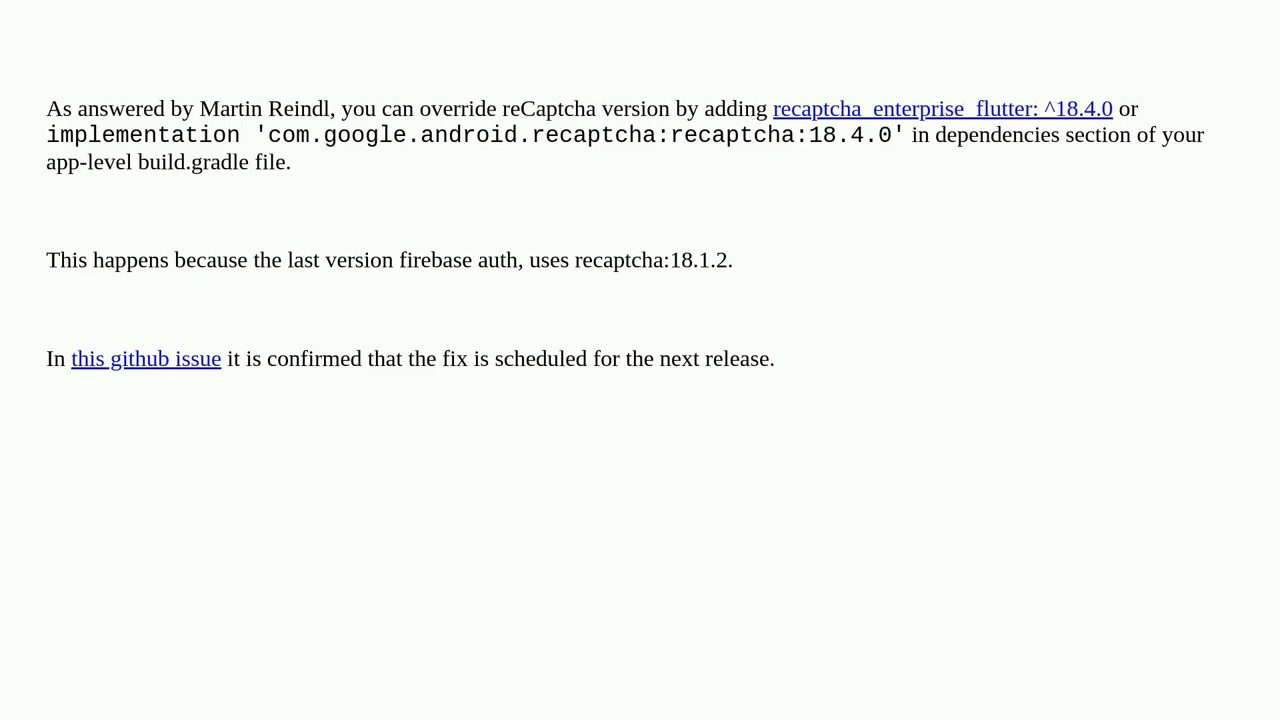 As answered by Martin Reindl, you can override reCaptcha version by adding recaptcha_enterprise_flutter: ^18.4.0 or
implementation 'com.google.android.recaptcha:recaptcha:18.4.0' in dependencies section of your
app-level build.gradle file.
This happens because the last version firebase auth, uses recaptcha:18.1.2.
In this github issue it is confirmed that the fix is scheduled for the next release.